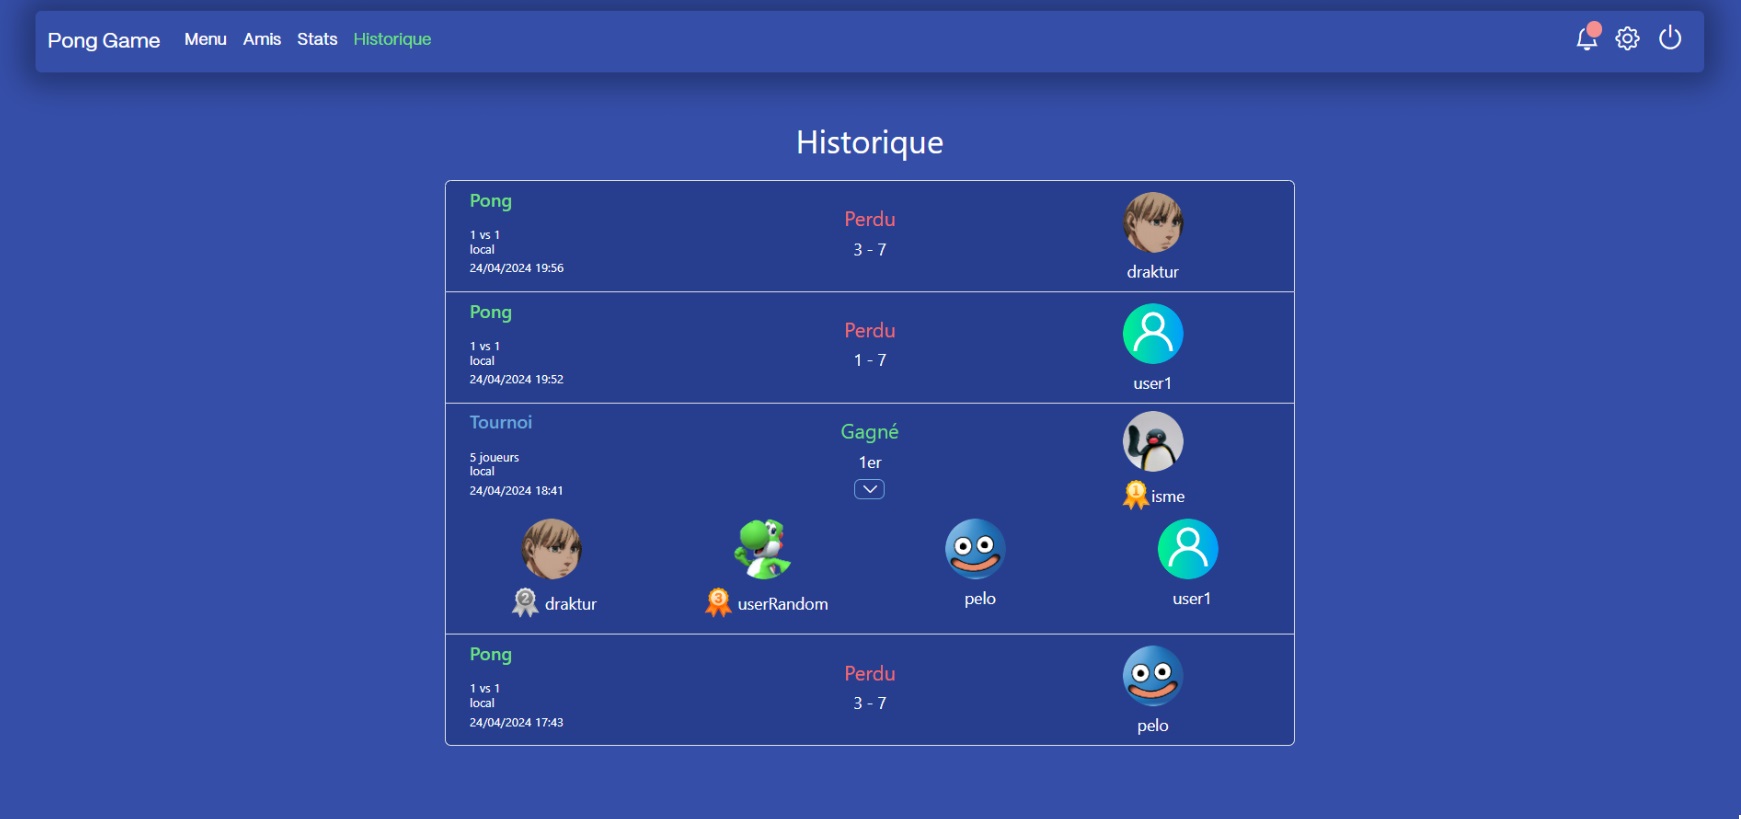 Pong Game Menu Amis Stats Historique
Historique
Pong
1 vs 1
local
24/04/2024 19:56
Perdu
3 - 7
draktur
Pong
1 vs 1
local
24/04/2024 19:52
Perdu
1 - 7
user1
Tournoi
5 joueurs
local
24/04/2024 18:41
Gagné
1er
1
isme
2
draktur
3
userRandom
pelo
user1
Pong
1 vs 1
local
24/04/2024 17:43
Perdu
3 - 7
pelo